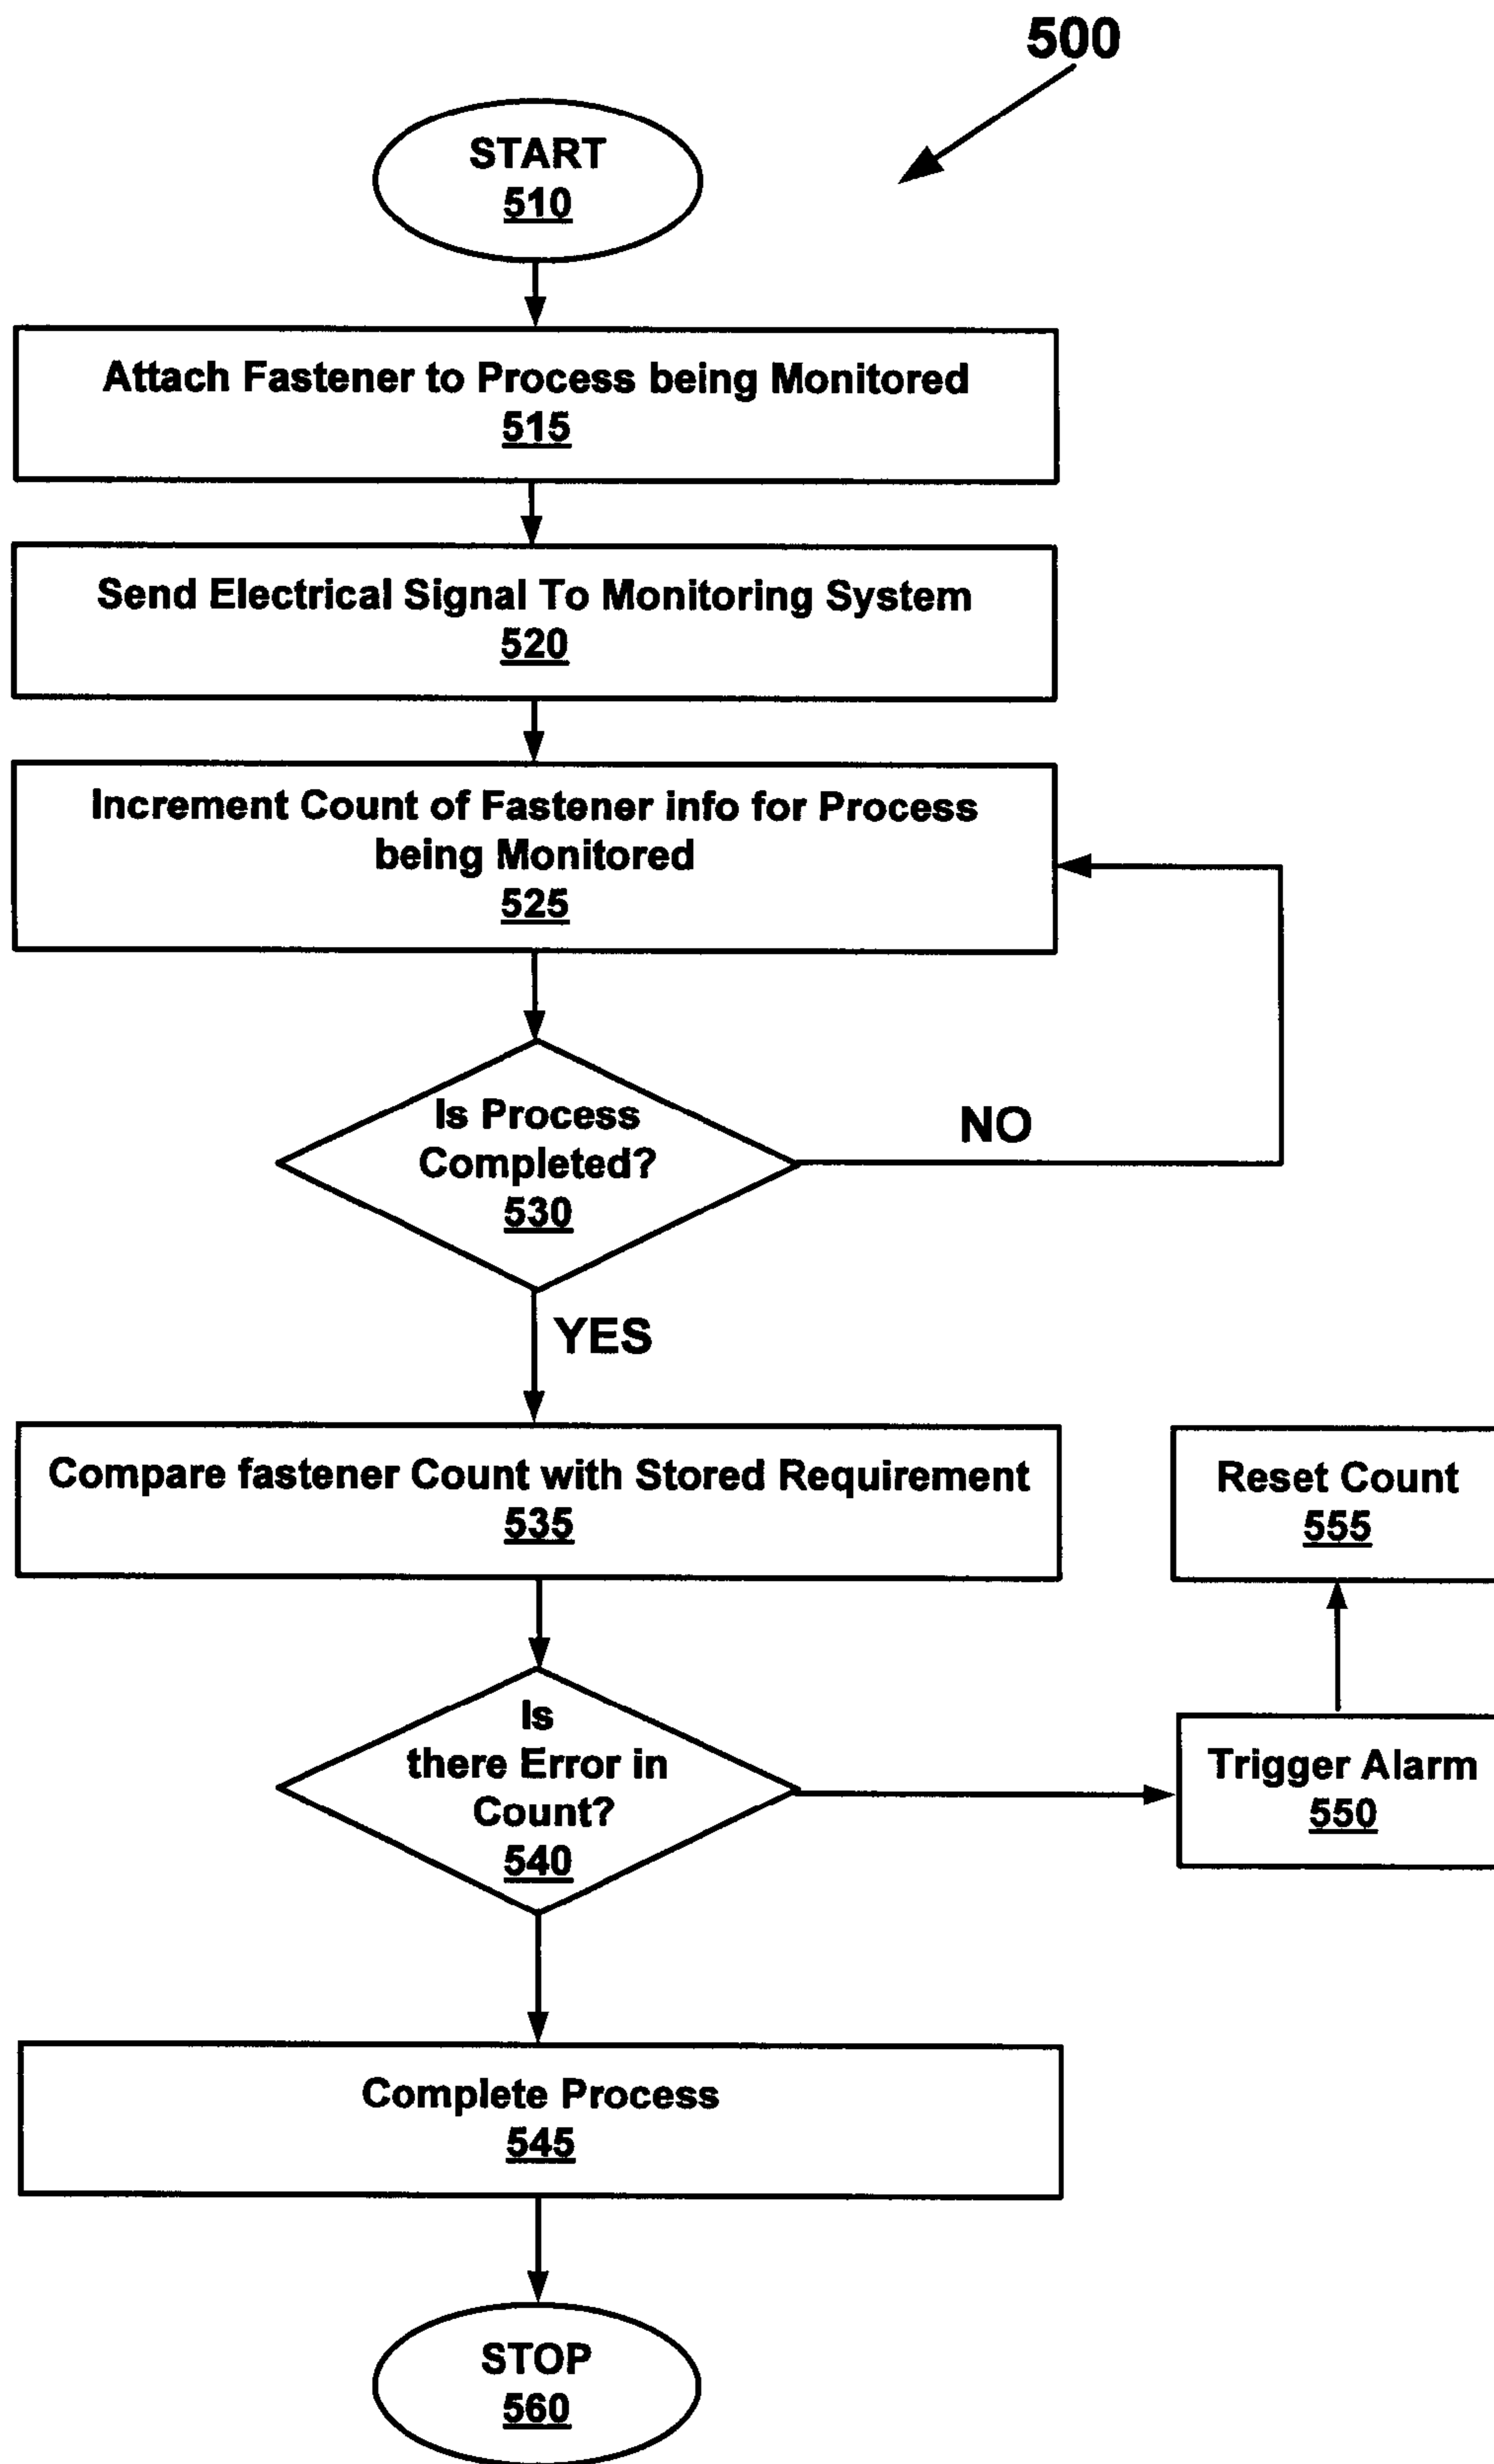 500
START
510
Attach Fastener to Process being Monitored
515
Send Electrical Signal To Monitoring System
520
Increment Count of Fastener info for Process
being Monitored
525
Is Process
Completed?
530
NO
YES
Compare fastener Count with Stored Requirement
535
Reset Count
555
Is
there Error in
Count?
540
Trigger Alarm
550
Complete Process
545
STOP
560